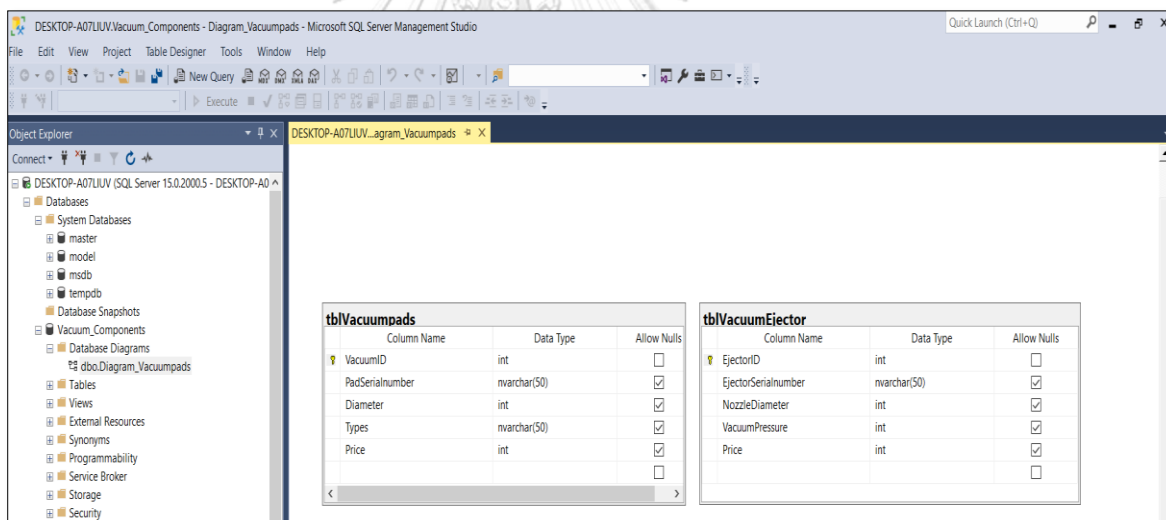 DESKTOP-A07LIUV.Vacuum_Components - Diagram_Vacuumpads - Microsoft SQL Server Management Studio
Quick Launch (Ctrl+Q)
File Edit View Project Table Designer Tools Window Help
New Query
Execute
Object Explorer
DESKTOP-A07LIUV...agram_Vacuumpads
Connect
DESKTOP-A07LIUV (SQL Server 15.0.2000.5 - DESKTOP-A0
Databases
System Databases
master
model
msdb
tempdb
Database Snapshots
Vacuum_Components
Database Diagrams
dbo.Diagram_Vacuumpads
Tables
Views
External Resources
Synonyms
Programmability
Service Broker
Storage
Security
tblVacuumpads
Column Name Data Type Allow Nulls
VacuumID int
PadSerialnumber nvarchar(50)
Diameter int
Types nvarchar(50)
Price int
tblVacuumEjector
Column Name Data Type Allow Nulls
EjectorID int
EjectorSerialnumber nvarchar(50)
NozzleDiameter int
VacuumPressure int
Price int